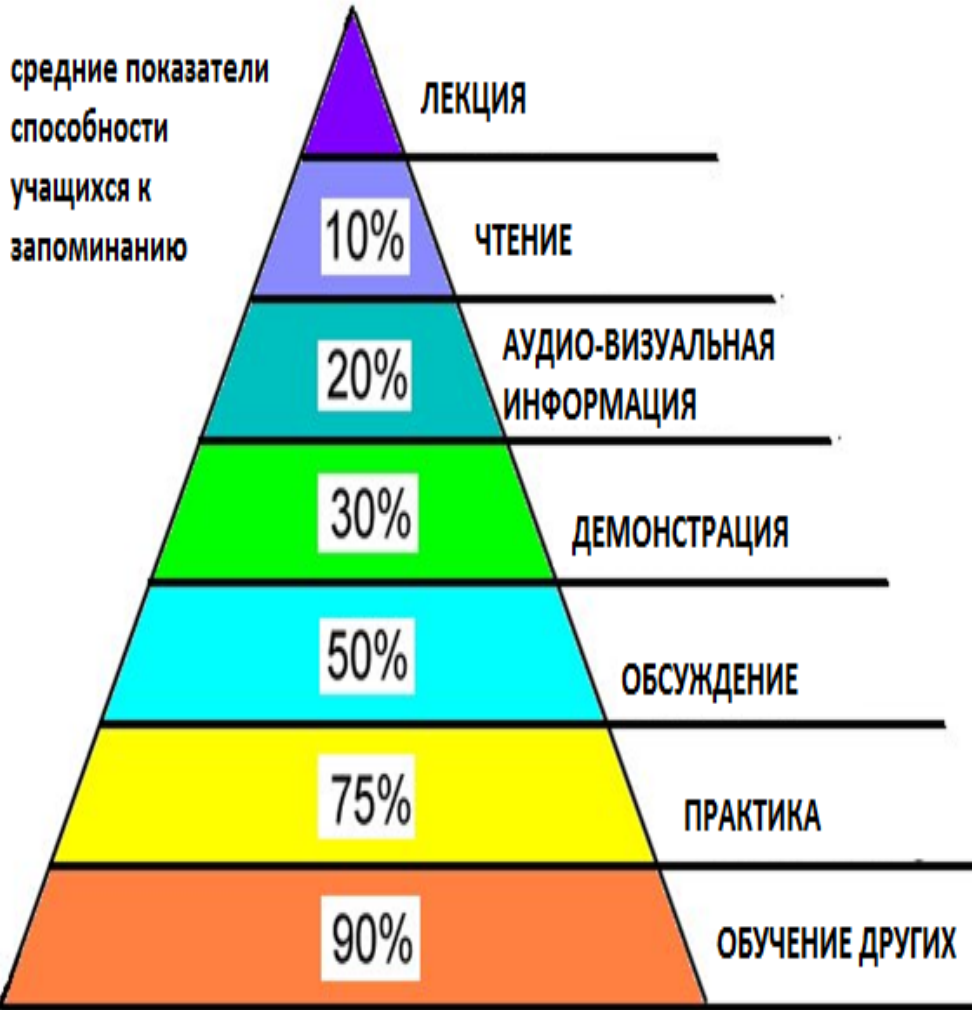 средние показатели
способности
учащихся к
запоминанию
ЛЕКЦИЯ
10%
ЧТЕНИЕ
20%
АУДИО-ВИЗУАЛЬНАЯ
ИНФОРМАЦИЯ
30%
ДЕМОНСТРАЦИЯ
50%
ОБСУЖДЕНИЕ
75%
ПРАКТИКА
90%
ОБУЧЕНИЕ ДРУГИХ